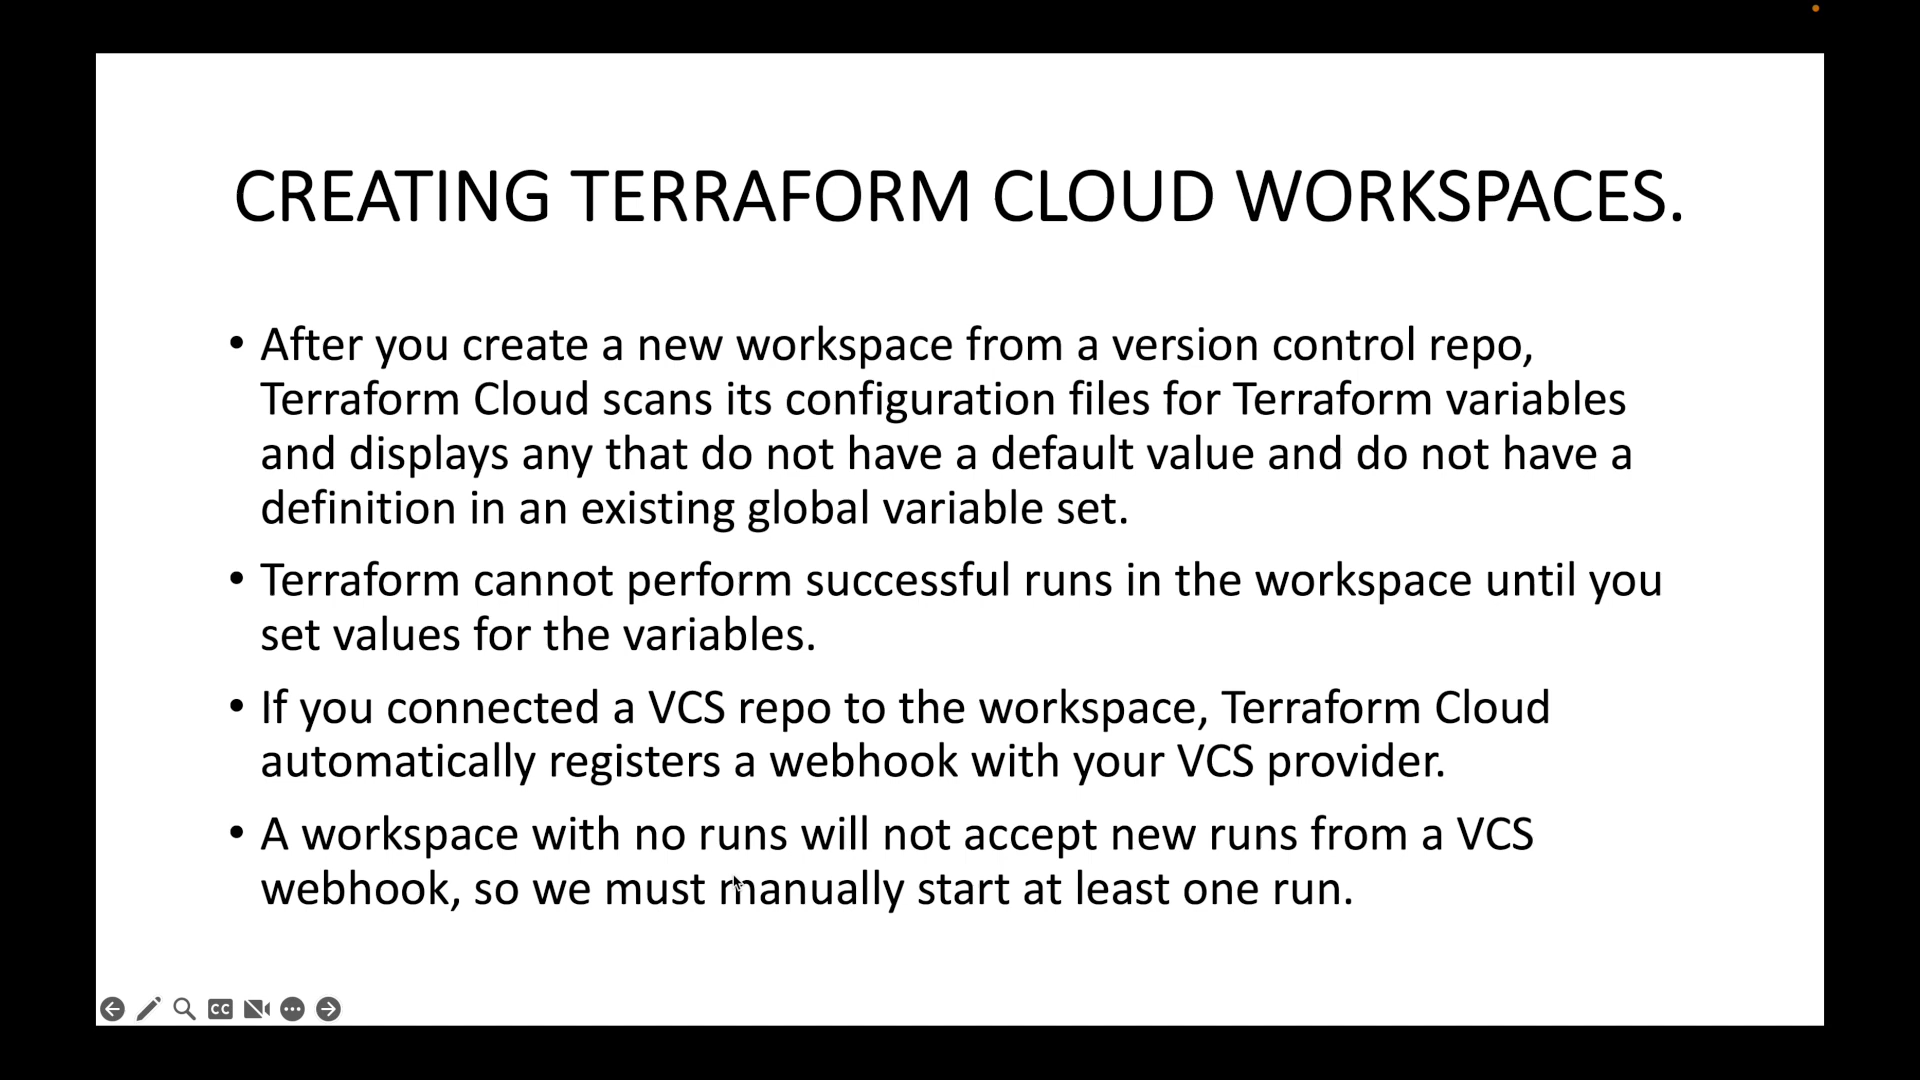 CREATING TERRAFORM CLOUD WORKSPACES.
• After you create a new workspace from a version control repo,
Terraform Cloud scans its configuration files for Terraform variables
and displays any that do not have a default value and do not have a
definition in an existing global variable set.
• Terraform cannot perform successful runs in the workspace until you
set values for the variables.
• If you connected a VCS repo to the workspace, Terraform Cloud
automatically registers a webhook with your VCS provider.
• A workspace with no runs will not accept new runs from a VCS
webhook, so we must manually start at least one run.
CC